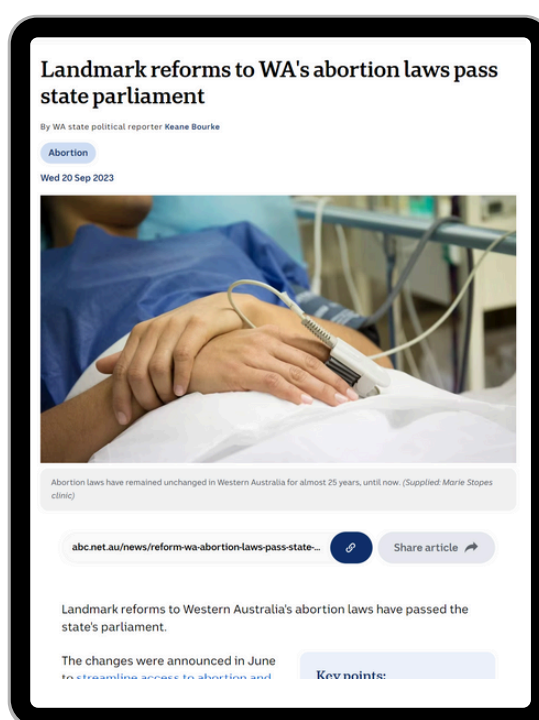 Landmark reforms to WA's abortion laws pass
state parliament
By WA state political reporter Keane Bourke
Abortion
Wed 20 Sep 2023
Abortion laws have remained unchanged in Western Australia for almost 25 years, until now. (Supplied: Marie Stopes
clinic)
abc.net.au/news/reform-wa-abortion-laws-pass-state-...
Share article
Landmark reforms to Western Australia's abortion laws have passed the
state's parliament.
The changes were announced in June
to streamline access to abortion and
Key points: